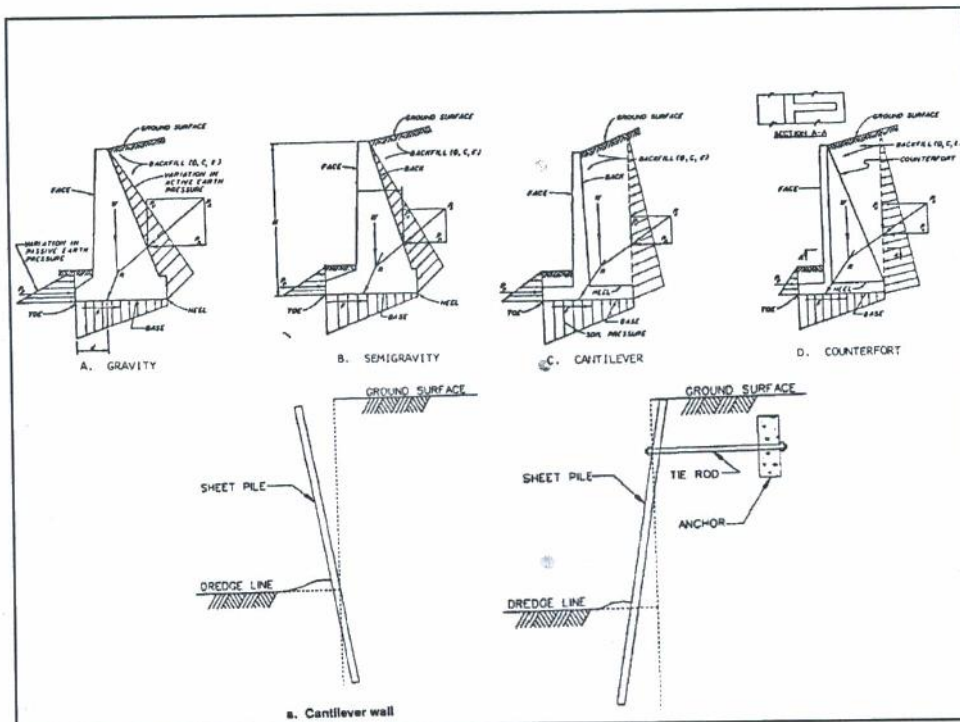 SECTION A-A
GROUND SURFACE
BACKFILL (Φ, C, δ)
VARIATION IN
ACTIVE EARTH
PRESSURE
FACE
VARIATION IN
PASSIVE EARTH
PRESSURE
TOE
HEEL
BASE
A. GRAVITY
GROUND SURFACE
BACKFILL (Φ, C, δ)
BACK
FACE
H
W
R
TOE
HEEL
BASE
B. SEMIGRAVITY
GROUND SURFACE
BACKFILL (Φ, C, δ)
BACK
FACE
W
R
HEEL
TOE
BASE
SOIL PRESSURE
C. CANTILEVER
GROUND SURFACE
BACKFILL
COUNTERFORT
FACE
W
R
A
HEEL
TOE
BASE
D. COUNTERFORT
GROUND SURFACE
SHEET PILE
DREDGE LINE
a. Cantilever wall
GROUND SURFACE
SHEET PILE
TIE ROD
ANCHOR
DREDGE LINE